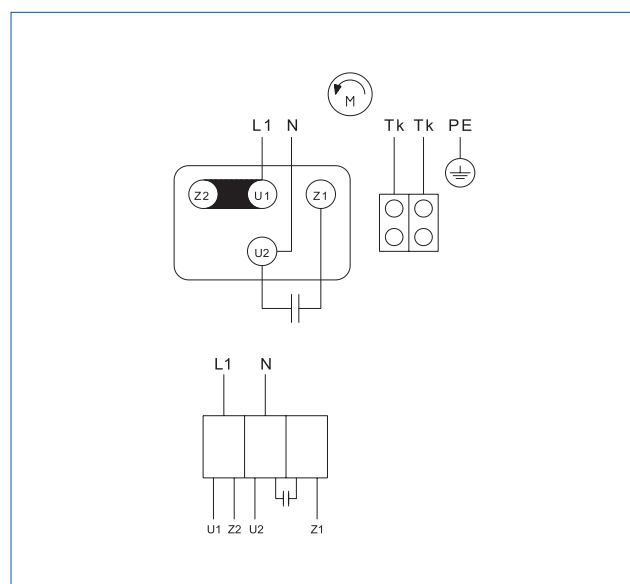 M
L1 N Tk Tk PE
Z2 U1 Z1
U2
L1 N
U1 Z2 U2 Z1